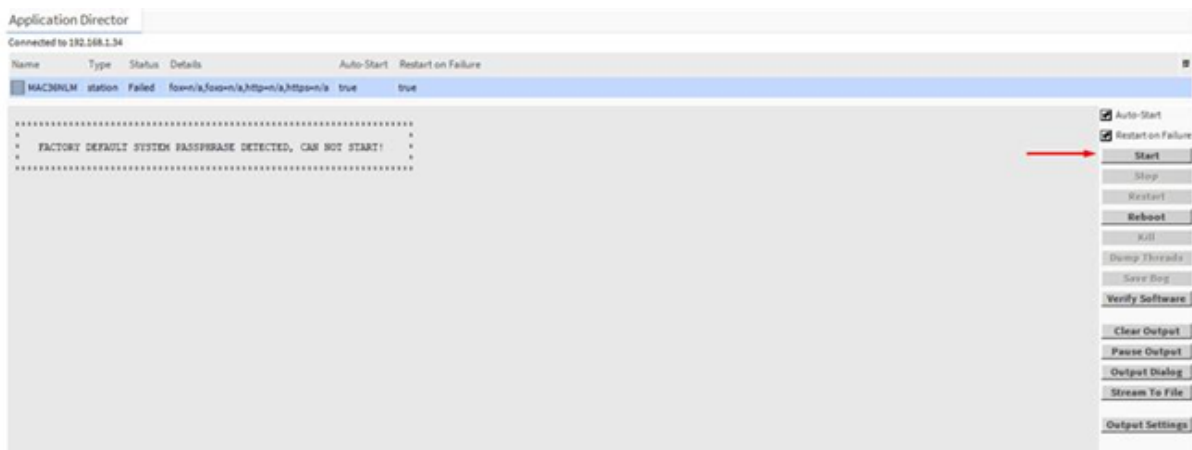 Application Director
Connected to 192.168.1.34
Name Type Status Details Auto-Start Restart on Failure
MAC36NLM station Failed fox=n/a,foxs=n/a,http=n/a,https=n/a true true
********************************************************************
* *
* FACTORY DEFAULT SYSTEM PASSPHRASE DETECTED, CAN NOT START! *
* *
********************************************************************
Auto-Start
Restart on Failure
Start
Stop
Restart
Reboot
Kill
Dump Threads
Save Bog
Verify Software
Clear Output
Pause Output
Output Dialog
Stream To File
Output Settings